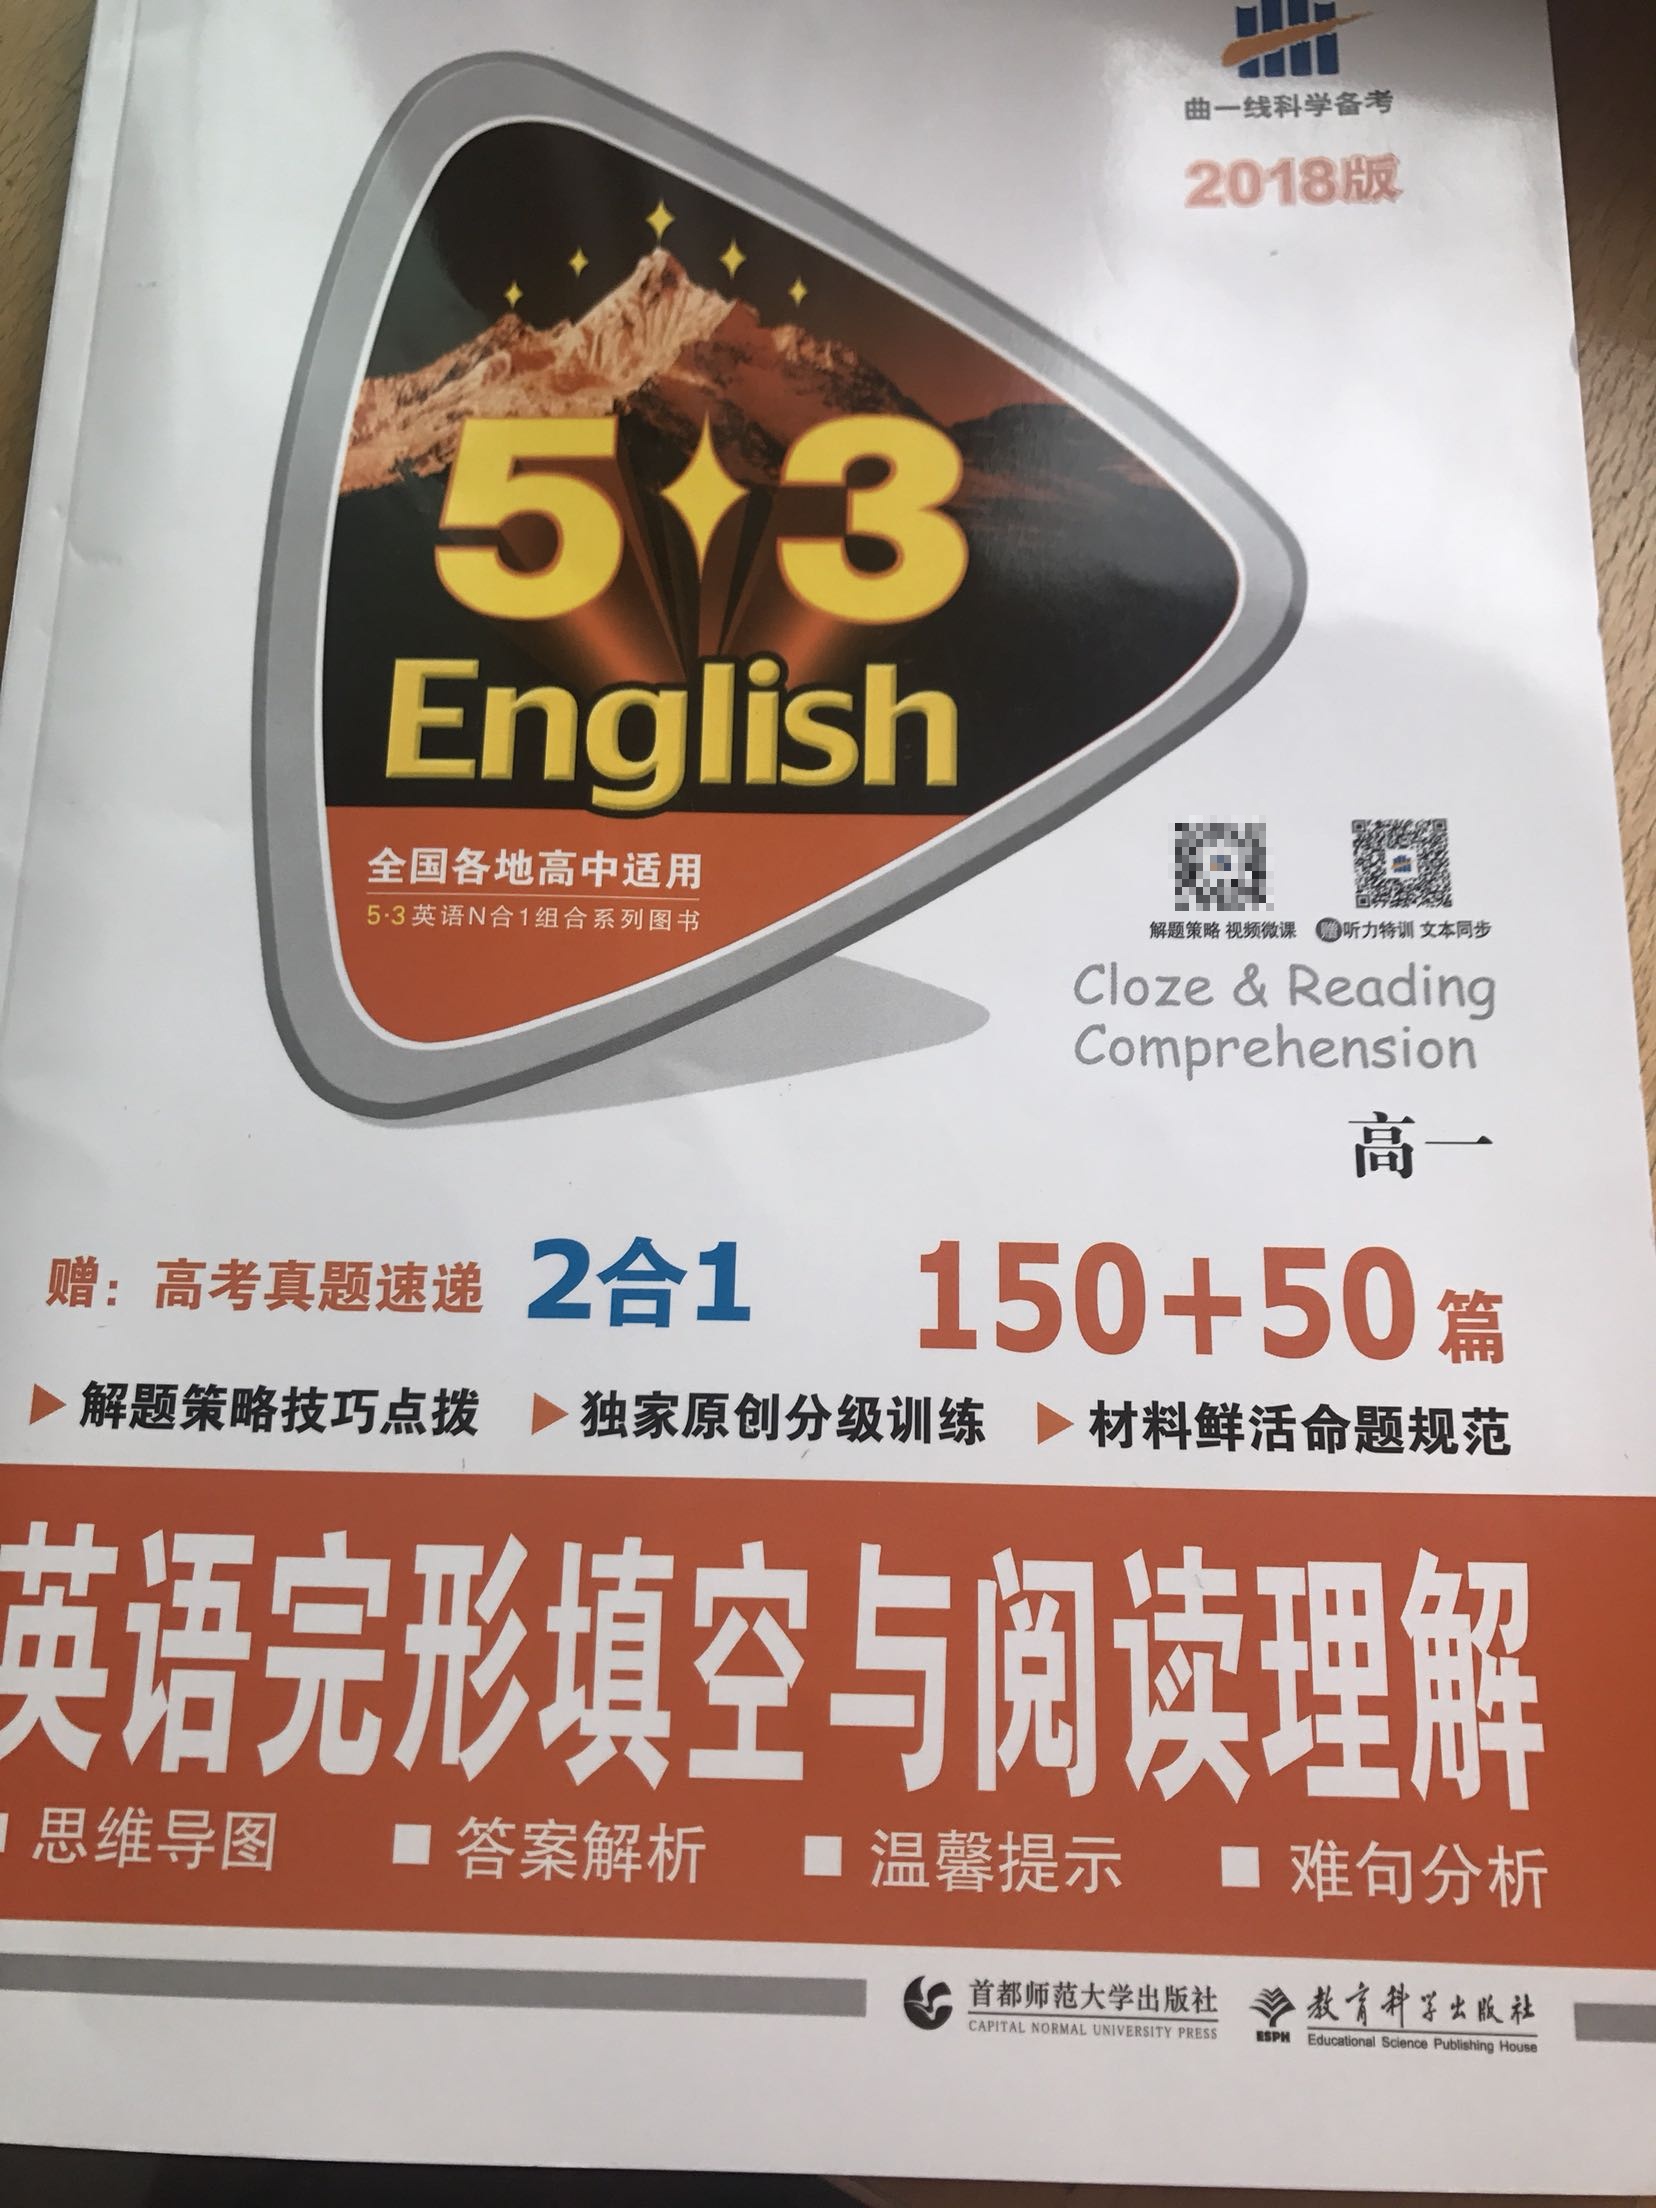 曲一线科学备考
2018版
5 3
English
全国各地高中适用
5·3英语N合1组合系列图书
解题策略 视频微课
赠 听力特训 文本同步
Cloze & Reading
Comprehension
高一
赠：高考真题速递 2合1 150+50篇
解题策略技巧点拨 独家原创分级训练 材料鲜活命题规范
英语完形填空与阅读理解
思维导图 答案解析 温馨提示 难句分析
首都师范大学出版社
CAPITAL NORMAL UNIVERSITY PRESS
ESPH
教育科学出版社
Educational Science Publishing House